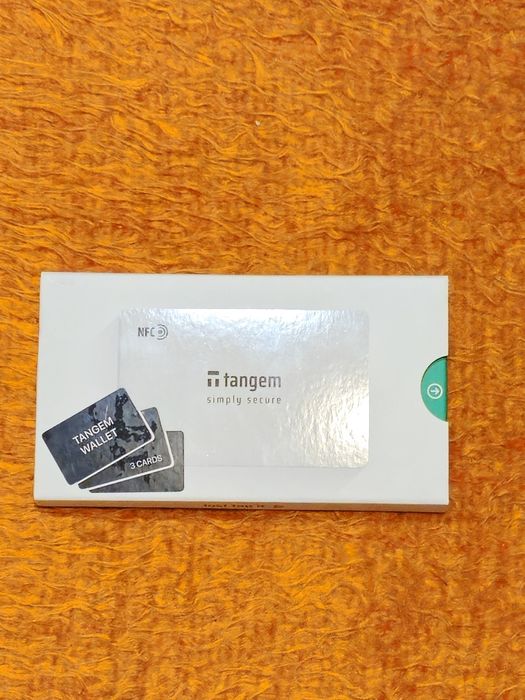 NFC
tangem
simply secure
TANGEM
WALLET
3 CARDS